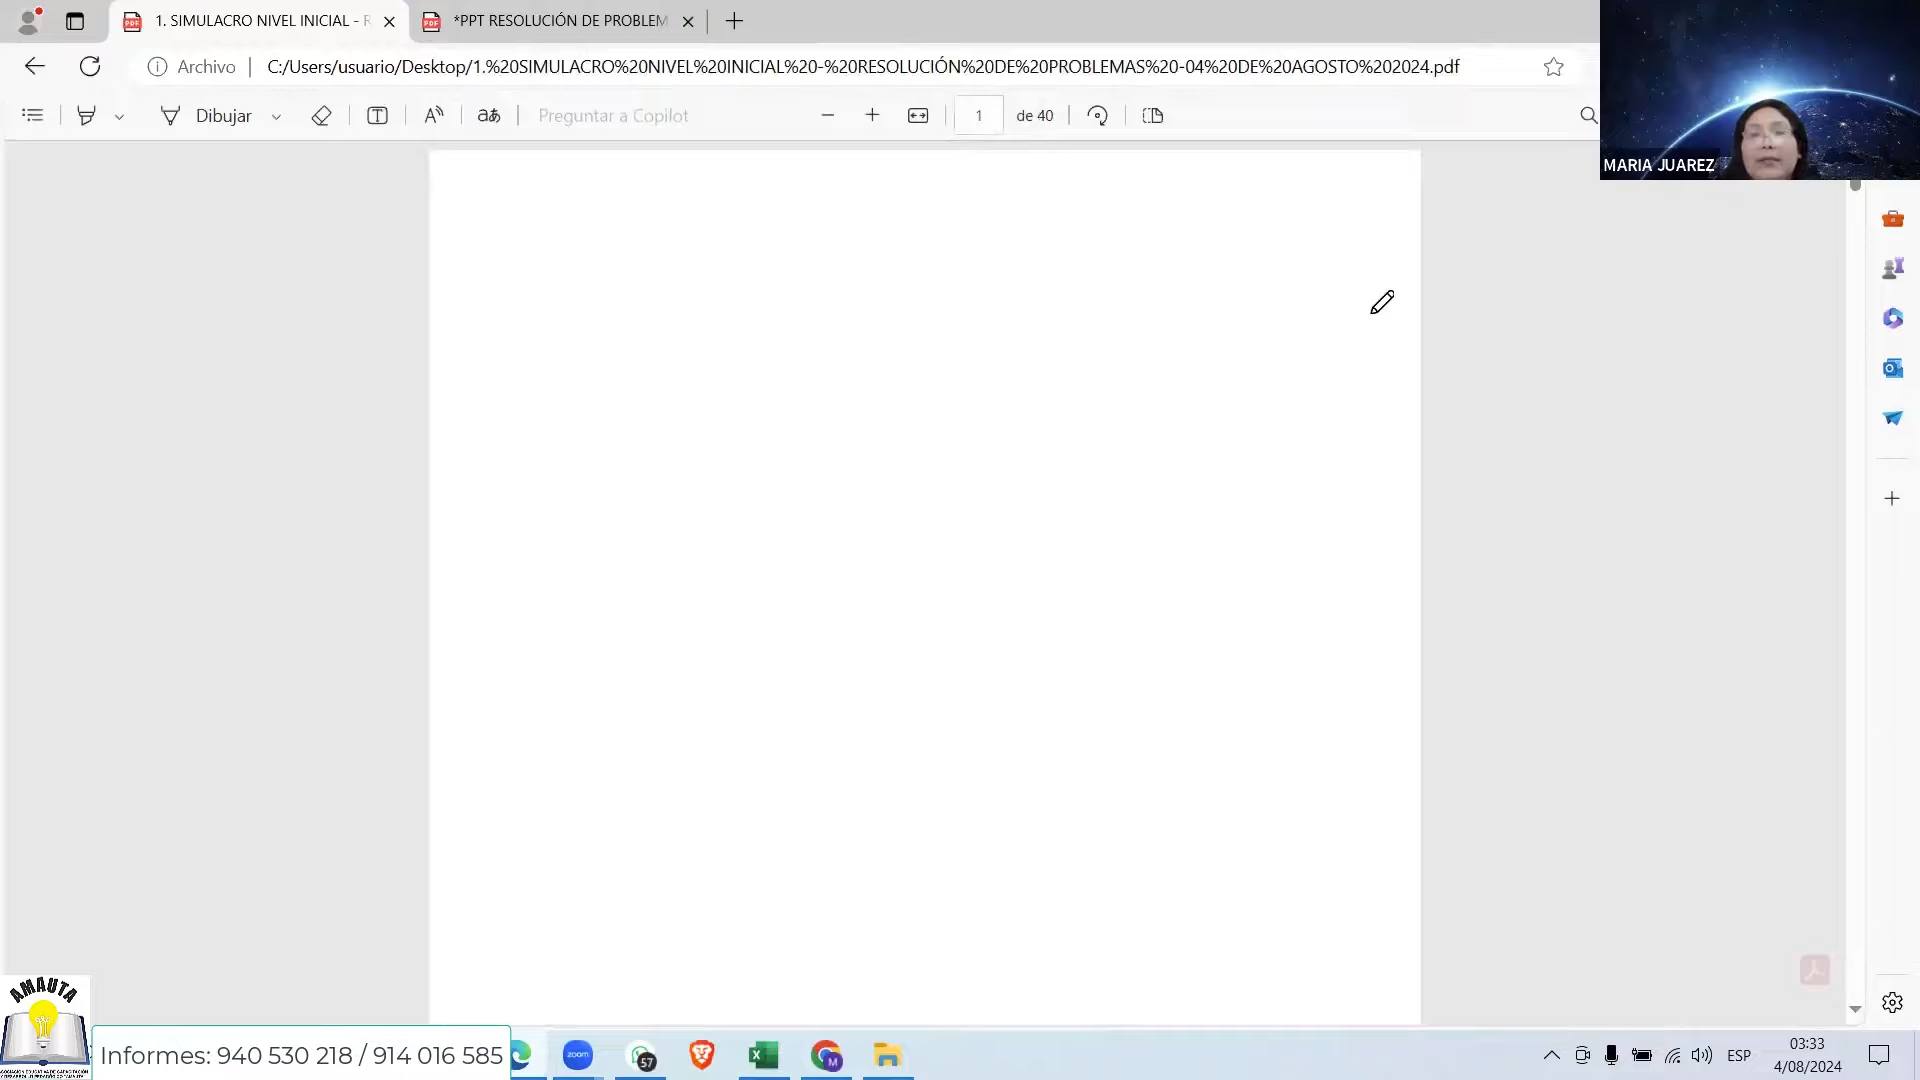 1. SIMULACRO NIVEL INICIAL - R
*PPT RESOLUCIÓN DE PROBLEM
Archivo
C:/Users/usuario/Desktop/1.%20SIMULACRO%20NIVEL%20INICIAL%20-%20RESOLUCIÓN%20DE%20PROBLEMAS%20-04%20DE%20AGOSTO%202024.pdf
Dibujar
Preguntar a Copilot
1 de 40
MARIA JUAREZ
AMAUTA
Informes: 940 530 218 / 914 016 585
zoom
57
M
ESP
03:33
4/08/2024